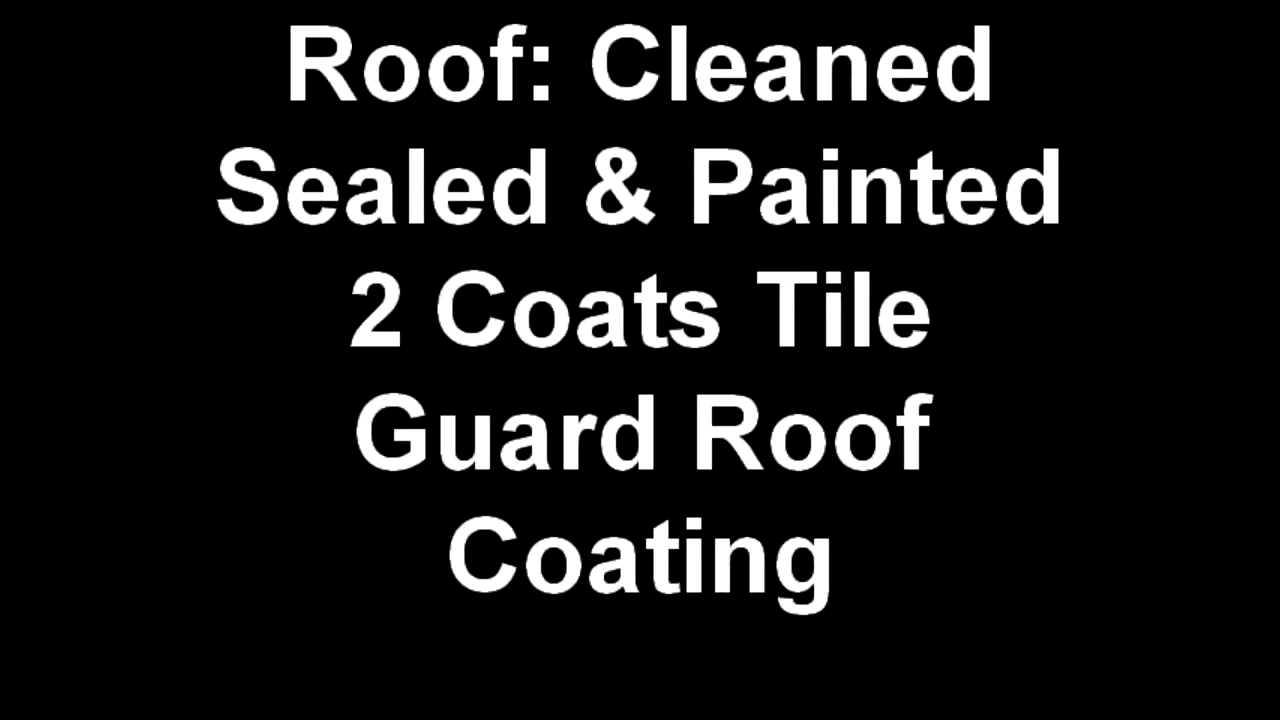 Roof: Cleaned
Sealed & Painted
2 Coats Tile
Guard Roof
Coating